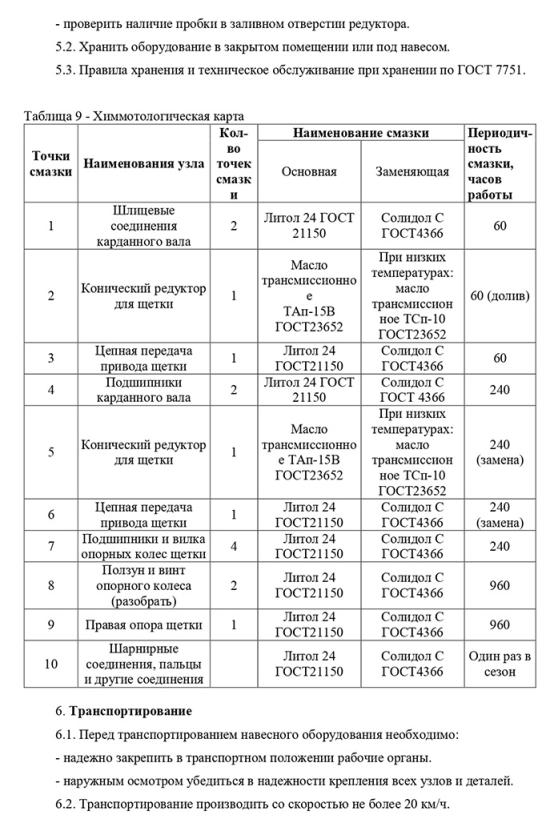 - проверить наличие пробки в заливном отверстии редуктора.
5.2. Хранить оборудование в закрытом помещении или под навесом.
5.3. Правила хранения и техническое обслуживание при хранении по ГОСТ 7751.
Таблица 9 - Химмотологическая карта
Точки смазки | Наименования узла | Кол-во точек смазки | Наименование смазки | Периодичность смазки, часов работы
Основная | Заменяющая
1 | Шлицевые соединения карданного вала | 2 | Литол 24 ГОСТ 21150 | Солидол С ГОСТ4366 | 60
2 | Конический редуктор для щетки | 1 | Масло трансмиссионное ТАп-15В ГОСТ23652 | При низких температурах: масло трансмиссионное ТСп-10 ГОСТ23652 | 60 (долив)
3 | Цепная передача привода щетки | 1 | Литол 24 ГОСТ21150 | Солидол С ГОСТ4366 | 60
4 | Подшипники карданного вала | 2 | Литол 24 ГОСТ 21150 | Солидол С ГОСТ 4366 | 240
5 | Конический редуктор для щетки | 1 | Масло трансмиссионное ТАп-15В ГОСТ23652 | При низких температурах: масло трансмиссионное ТСп-10 ГОСТ23652 | 240 (замена)
6 | Цепная передача привода щетки | 1 | Литол 24 ГОСТ21150 | Солидол С ГОСТ4366 | 240 (замена)
7 | Подшипники и вилка опорных колес щетки | 4 | Литол 24 ГОСТ21150 | Солидол С ГОСТ4366 | 240
8 | Ползун и винт опорного колеса (разобрать) | 2 | Литол 24 ГОСТ21150 | Солидол С ГОСТ4366 | 960
9 | Правая опора щетки | 1 | Литол 24 ГОСТ21150 | Солидол С ГОСТ4366 | 960
10 | Шарнирные соединения, пальцы и другие соединения | | Литол 24 ГОСТ21150 | Солидол С ГОСТ4366 | Один раз в сезон
6. Транспортирование
6.1. Перед транспортированием навесного оборудования необходимо:
- надежно закрепить в транспортном положении рабочие органы.
- наружным осмотром убедиться в надежности крепления всех узлов и деталей.
6.2. Транспортирование производить со скоростью не более 20 км/ч.